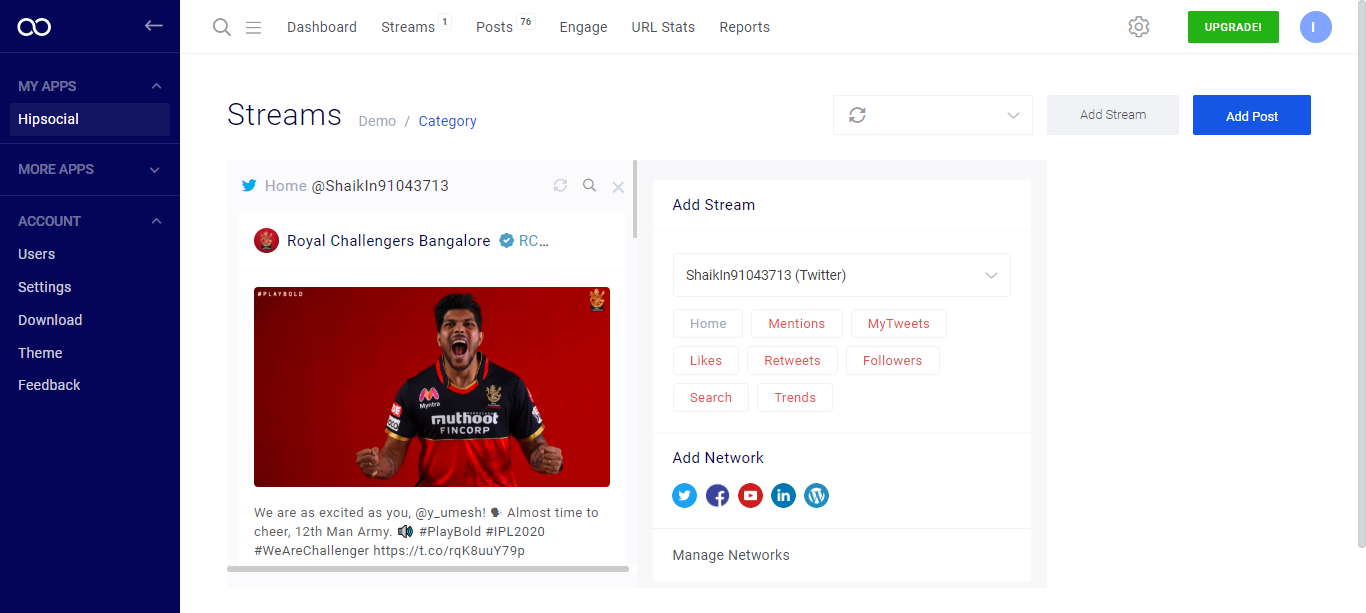 Dashboard
Streams 1
Posts 76
Engage
URL Stats
Reports
UPGRADE!
I
MY APPS
Hipsocial
MORE APPS
ACCOUNT
Users
Settings
Download
Theme
Feedback
Streams
Demo / Category
Add Stream
Add Post
Home @ShaikIn91043713
Royal Challengers Bangalore RC...
#PLAYBOLD
Myntra
muthoot
FINCORP
We are as excited as you, @y_umesh! 🗣 Almost time to
cheer, 12th Man Army. 🔊 #PlayBold #IPL2020
#WeAreChallenger https://t.co/rqK8uuY79p
Add Stream
ShaikIn91043713 (Twitter)
Home
Mentions
MyTweets
Likes
Retweets
Followers
Search
Trends
Add Network
Manage Networks